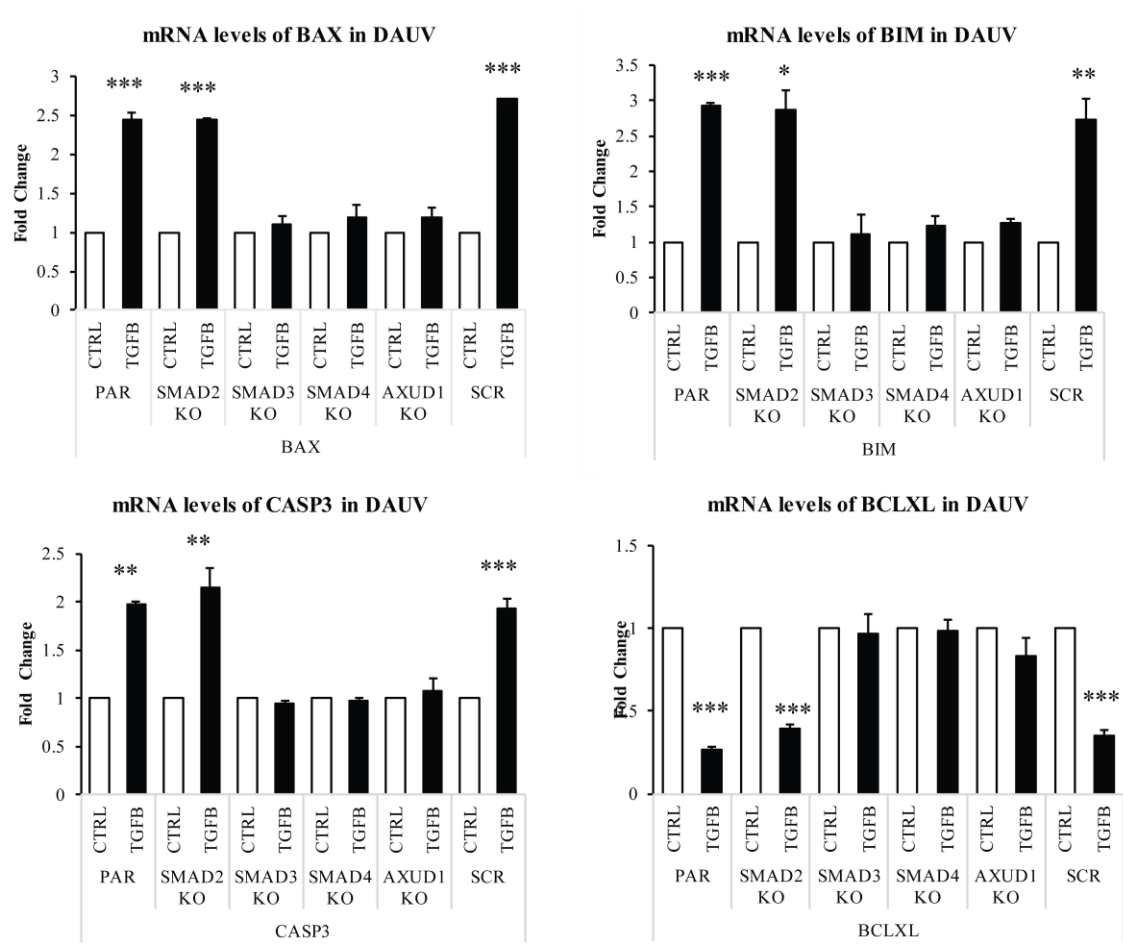 mRNA levels of BAX in DAUV
Fold Change
3
2.5
2
1.5
1
0.5
0
*** *** ***
CTRL TGFB CTRL TGFB CTRL TGFB CTRL TGFB CTRL TGFB CTRL TGFB
PAR SMAD2 SMAD3 SMAD4 AXUD1 SCR
KO KO KO KO
BAX
mRNA levels of BIM in DAUV
Fold Change
3.5
3
2.5
2
1.5
1
0.5
0
*** * **
CTRL TGFB CTRL TGFB CTRL TGFB CTRL TGFB CTRL TGFB CTRL TGFB
PAR SMAD2 SMAD3 SMAD4 AXUD1 SCR
KO KO KO KO
BIM
mRNA levels of CASP3 in DAUV
Fold Change
2.5
2
1.5
1
0.5
0
** ** ***
CTRL TGFB CTRL TGFB CTRL TGFB CTRL TGFB CTRL TGFB CTRL TGFB
PAR SMAD2 SMAD3 SMAD4 AXUD1 SCR
KO KO KO KO
CASP3
mRNA levels of BCLXL in DAUV
Fold Change
1.5
1
0.5
0
*** *** ***
CTRL TGFB CTRL TGFB CTRL TGFB CTRL TGFB CTRL TGFB CTRL TGFB
PAR SMAD2 SMAD3 SMAD4 AXUD1 SCR
KO KO KO KO
BCLXL